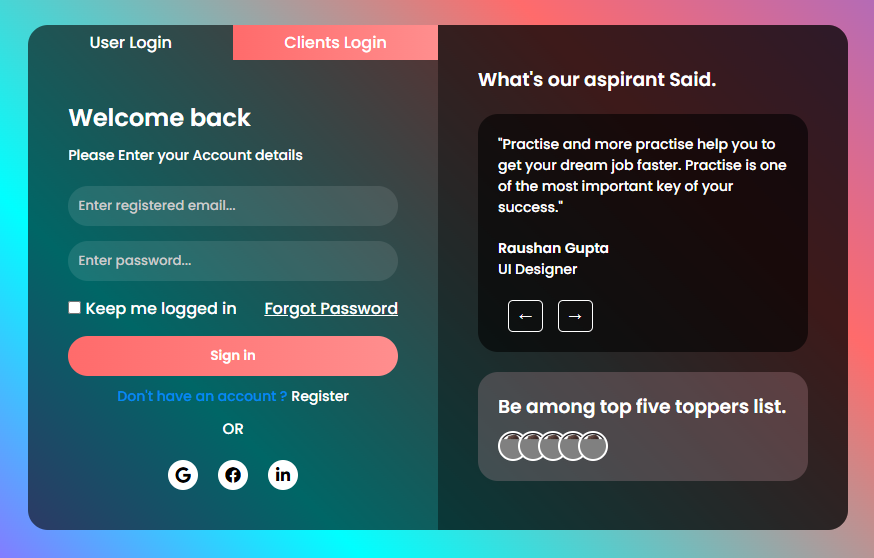 User Login
Clients Login
Welcome back
Please Enter your Account details
Enter registered email...
Enter password...
Keep me logged in
Forgot Password
Sign in
Don't have an account ? Register
OR
G
f
in
What's our aspirant Said.
"Practise and more practise help you to
get your dream job faster. Practise is one
of the most important key of your
success."
Raushan Gupta
UI Designer
← →
Be among top five toppers list.